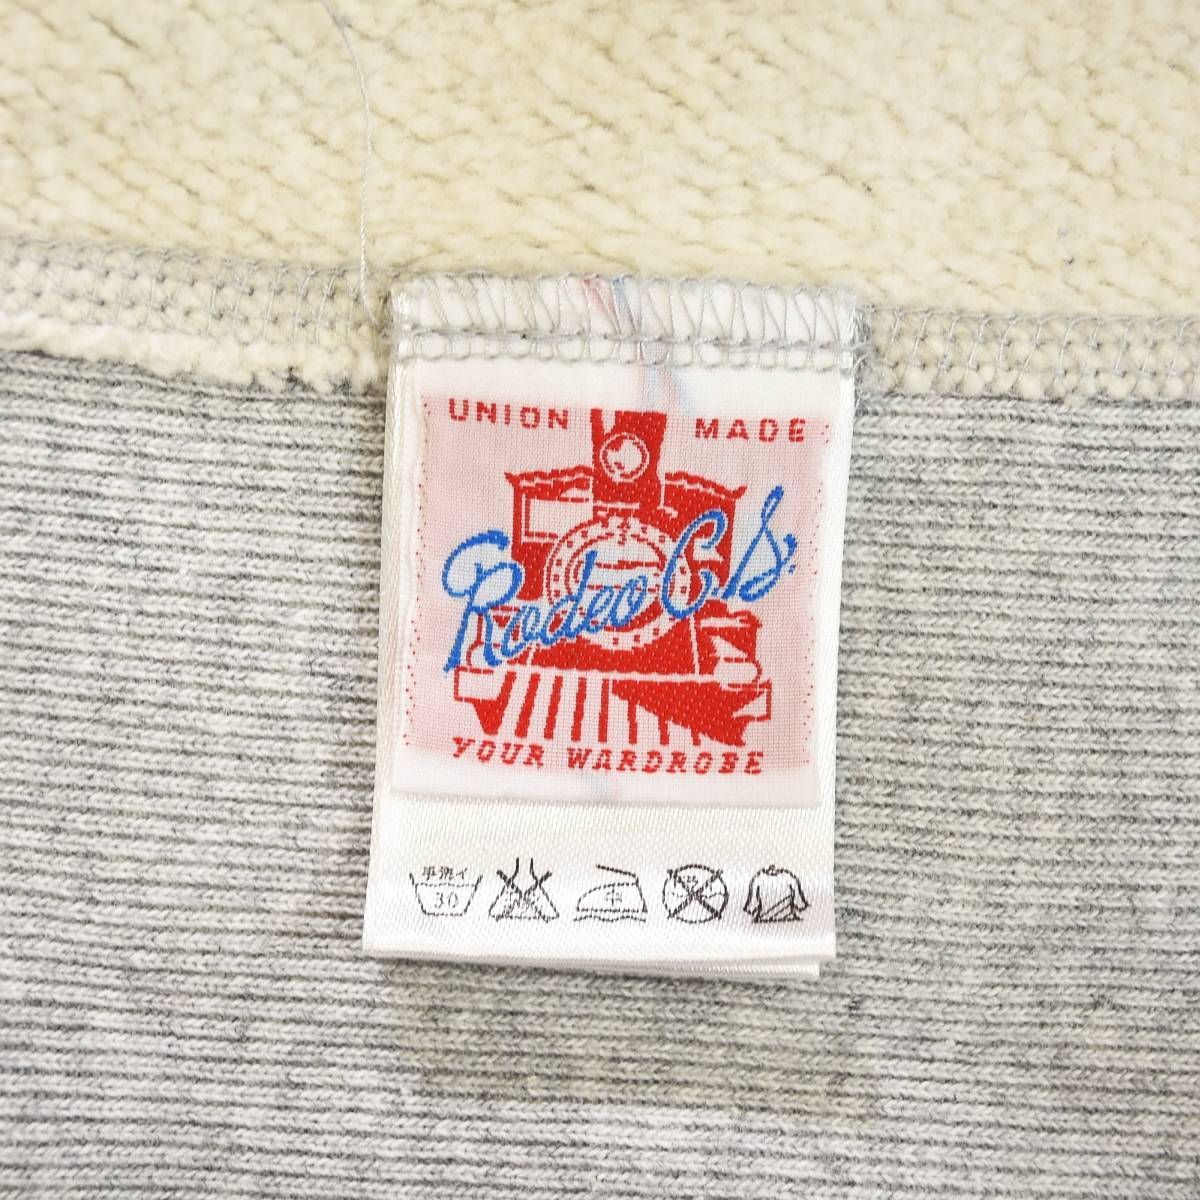 UNION MADE
Rodeo C.S.
YOUR WARDROBE
手洗イ
30